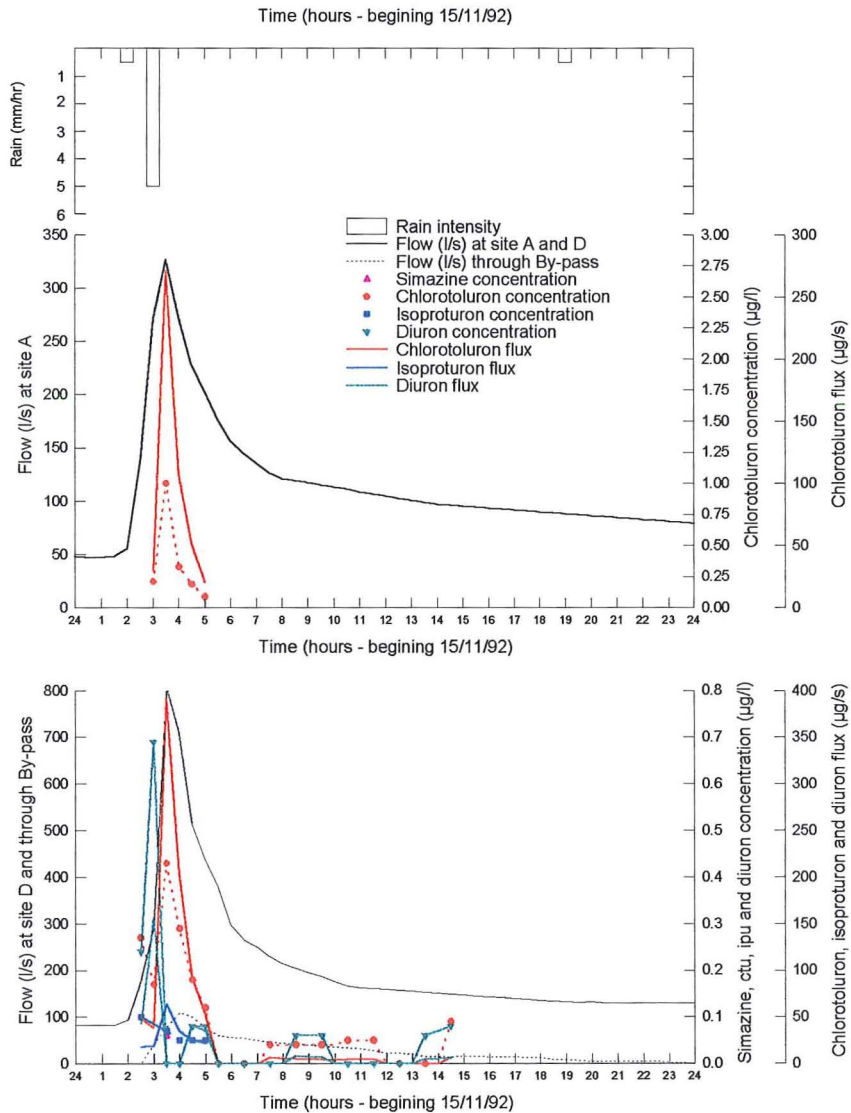 Time (hours - begining 15/11/92)
Rain (mm/hr)
1
2
3
4
5
6
Rain intensity
Flow (l/s) at site A and D
Flow (l/s) through By-pass
Simazine concentration
Chlorotoluron concentration
Isoproturon concentration
Diuron concentration
Chlorotoluron flux
Isoproturon flux
Diuron flux
Flow (l/s) at site A
350
300
250
200
150
100
50
0
3.00
2.75
2.50
2.25
2.00
1.75
1.50
1.25
1.00
0.75
0.50
0.25
0.00
Chlorotoluron concentration (µg/l)
300
250
200
150
100
50
0
Chlorotoluron flux (µg/s)
24 1 2 3 4 5 6 7 8 9 10 11 12 13 14 15 16 17 18 19 20 21 22 23 24
Time (hours - begining 15/11/92)
Flow (l/s) at site D and through By-pass
800
700
600
500
400
300
200
100
0
0.8
0.7
0.6
0.5
0.4
0.3
0.2
0.1
0.0
Simazine, ctu, ipu and diuron concentration (µg/l)
400
350
300
250
200
150
100
50
0
Chlorotoluron, isoproturon and diuron flux (µg/s)
24 1 2 3 4 5 6 7 8 9 10 11 12 13 14 15 16 17 18 19 20 21 22 23 24
Time (hours - begining 15/11/92)